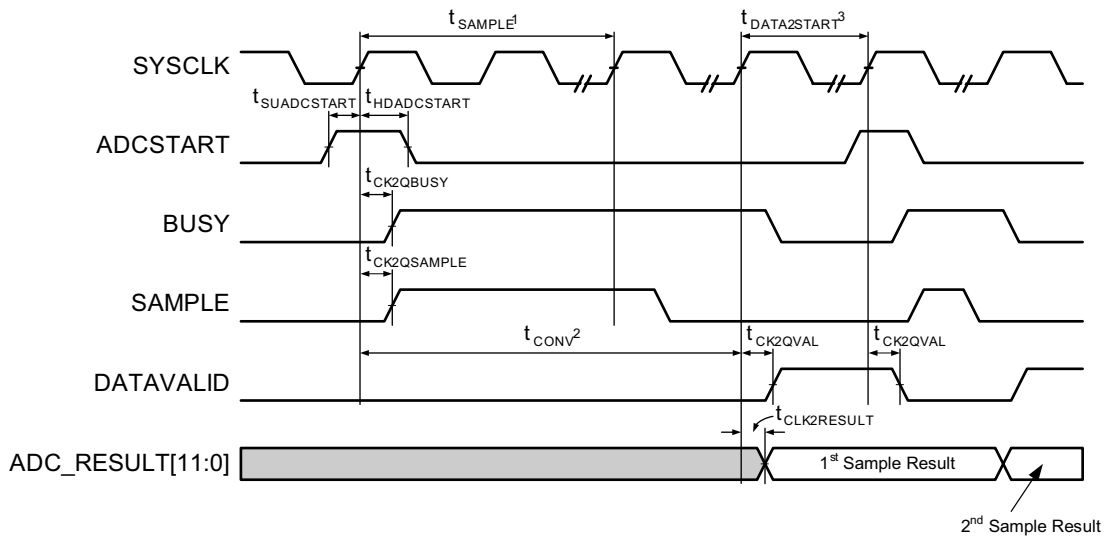 tSAMPLE1
tDATA2START3
SYSCLK
tSUADCSTART
tHDADCSTART
ADCSTART
tCK2QBUSY
BUSY
tCK2QSAMPLE
SAMPLE
tCONV2
tCK2QVAL
tCK2QVAL
DATAVALID
tCLK2RESULT
ADC_RESULT[11:0]
1st Sample Result
2nd Sample Result